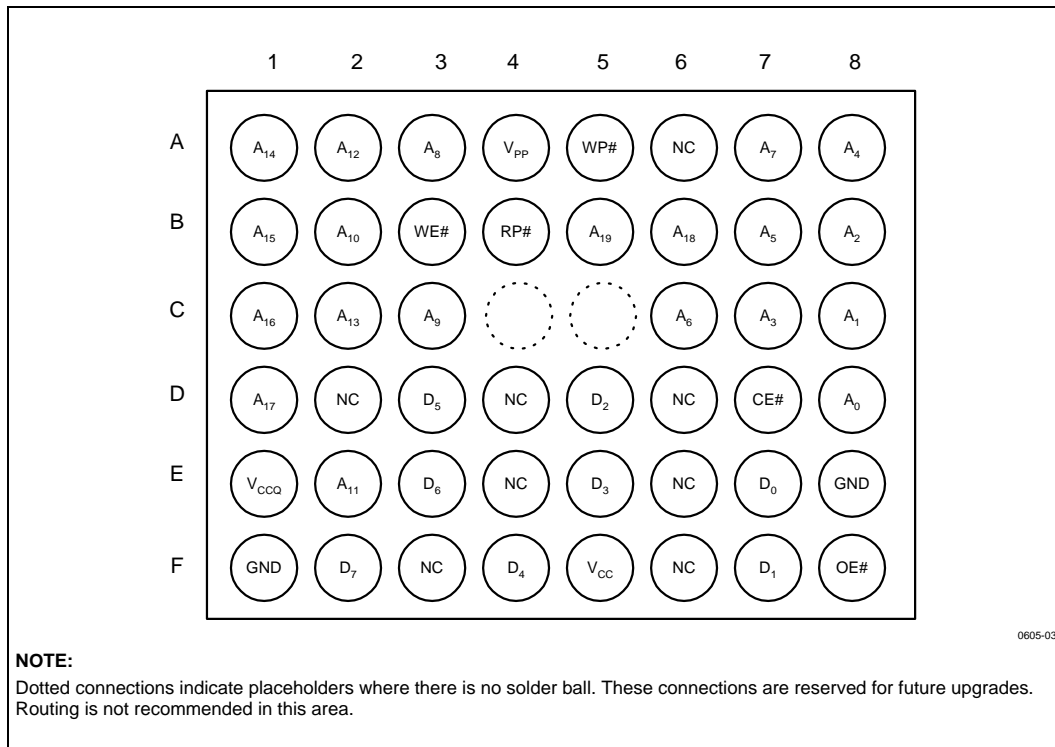 1 2 3 4 5 6 7 8
A A14 A12 A8 VPP WP# NC A7 A4
B A15 A10 WE# RP# A19 A18 A5 A2
C A16 A13 A9 A6 A3 A1
D A17 NC D5 NC D2 NC CE# A0
E VCCQ A11 D6 NC D3 NC D0 GND
F GND D7 NC D4 VCC NC D1 OE#
0605-03
NOTE:
Dotted connections indicate placeholders where there is no solder ball. These connections are reserved for future upgrades.
Routing is not recommended in this area.